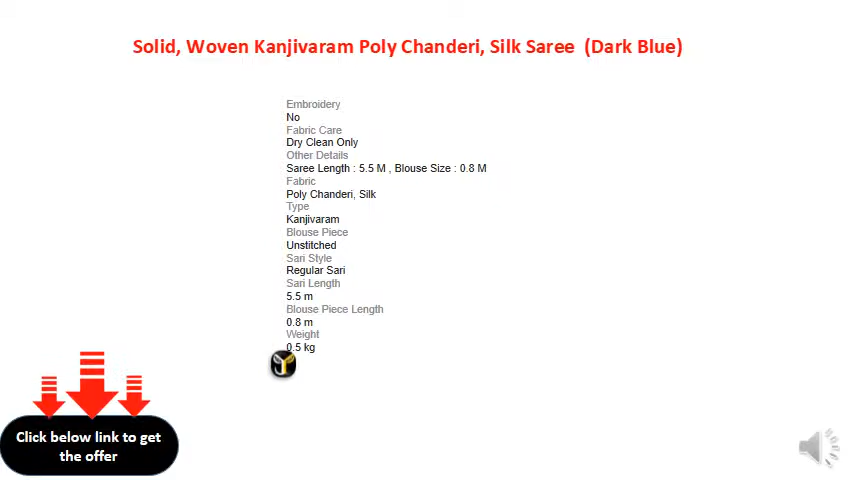 Solid, Woven Kanjivaram Poly Chanderi, Silk Saree (Dark Blue)
Embroidery
No
Fabric Care
Dry Clean Only
Other Details
Saree Length : 5.5 M , Blouse Size : 0.8 M
Fabric
Poly Chanderi, Silk
Type
Kanjivaram
Blouse Piece
Unstitched
Sari Style
Regular Sari
Sari Length
5.5 m
Blouse Piece Length
0.8 m
Weight
0.5 kg
Click below link to get
the offer